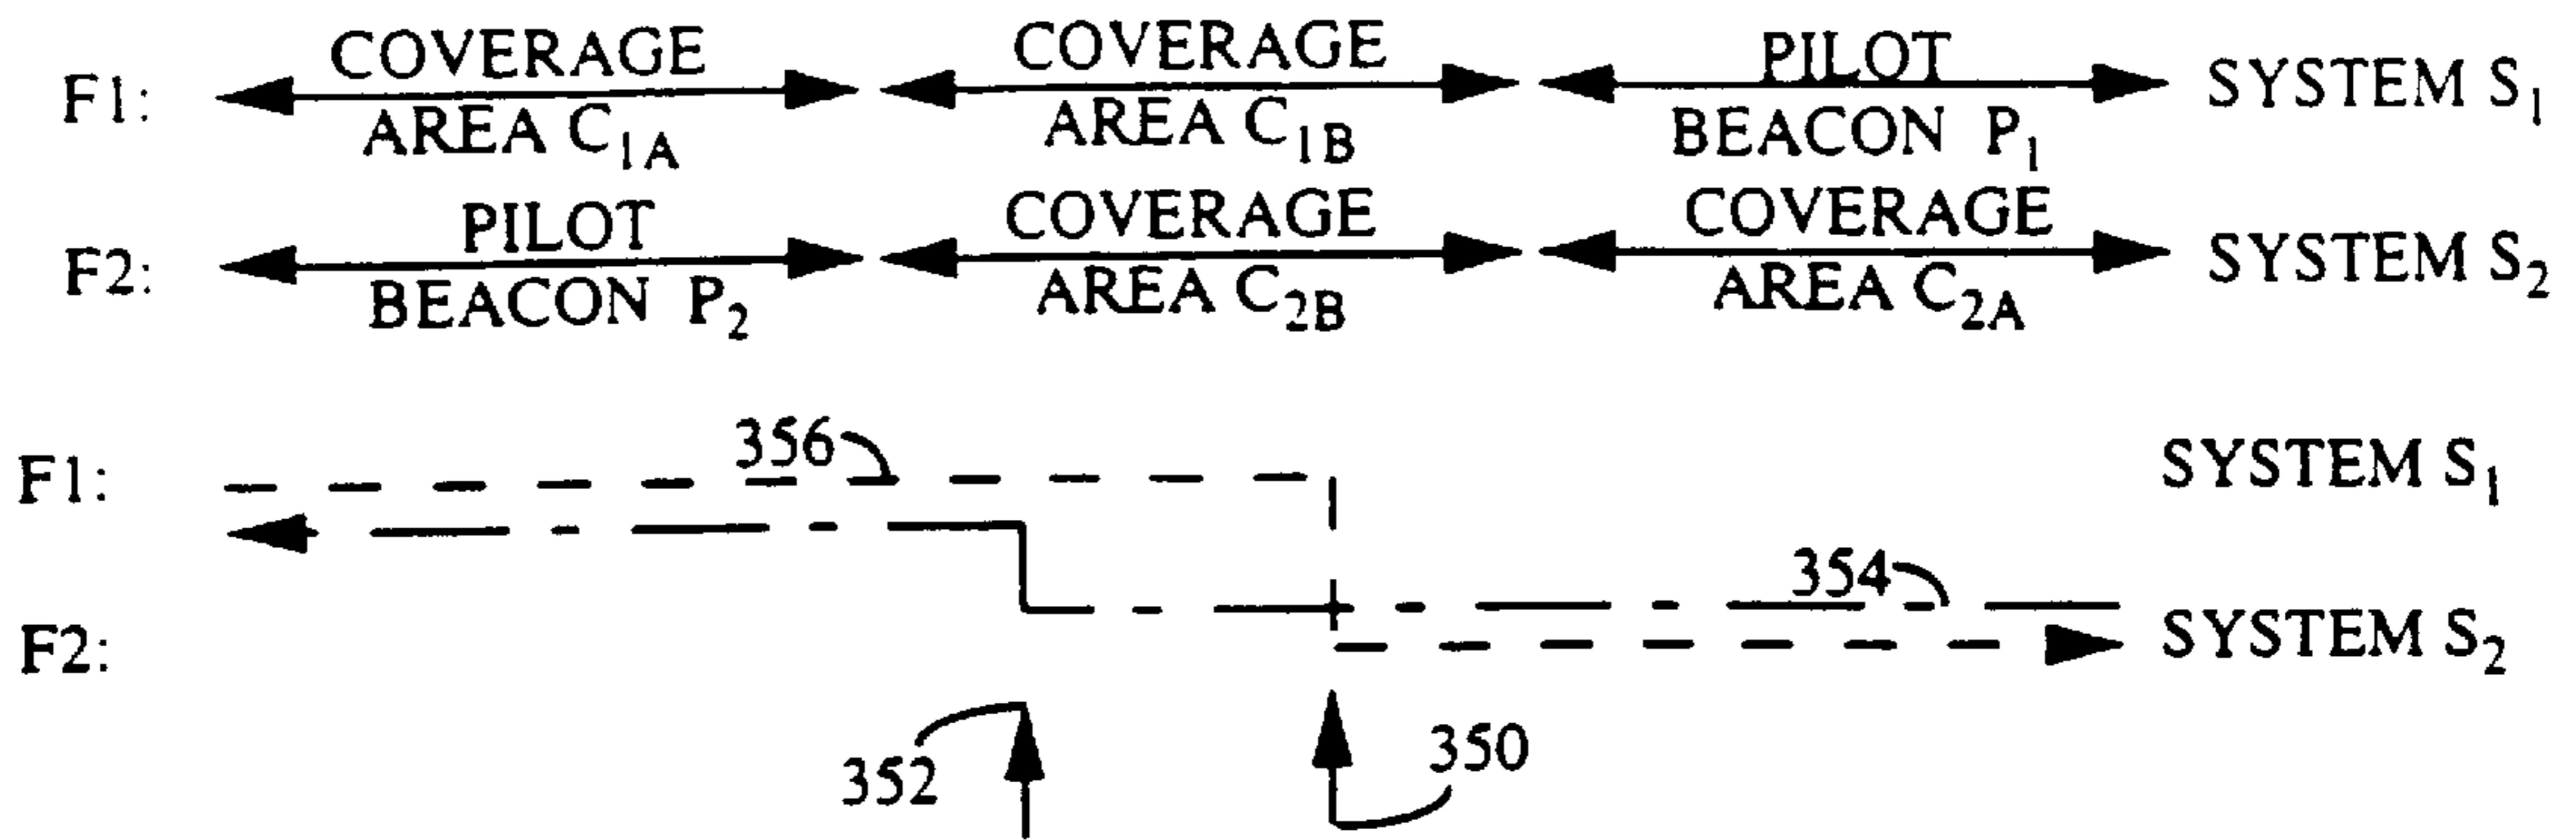 F1: COVERAGE AREA C1A COVERAGE AREA C1B PILOT BEACON P1 SYSTEM S1
F2: PILOT BEACON P2 COVERAGE AREA C2B COVERAGE AREA C2A SYSTEM S2
356
F1: SYSTEM S1
354
F2: SYSTEM S2
352
350